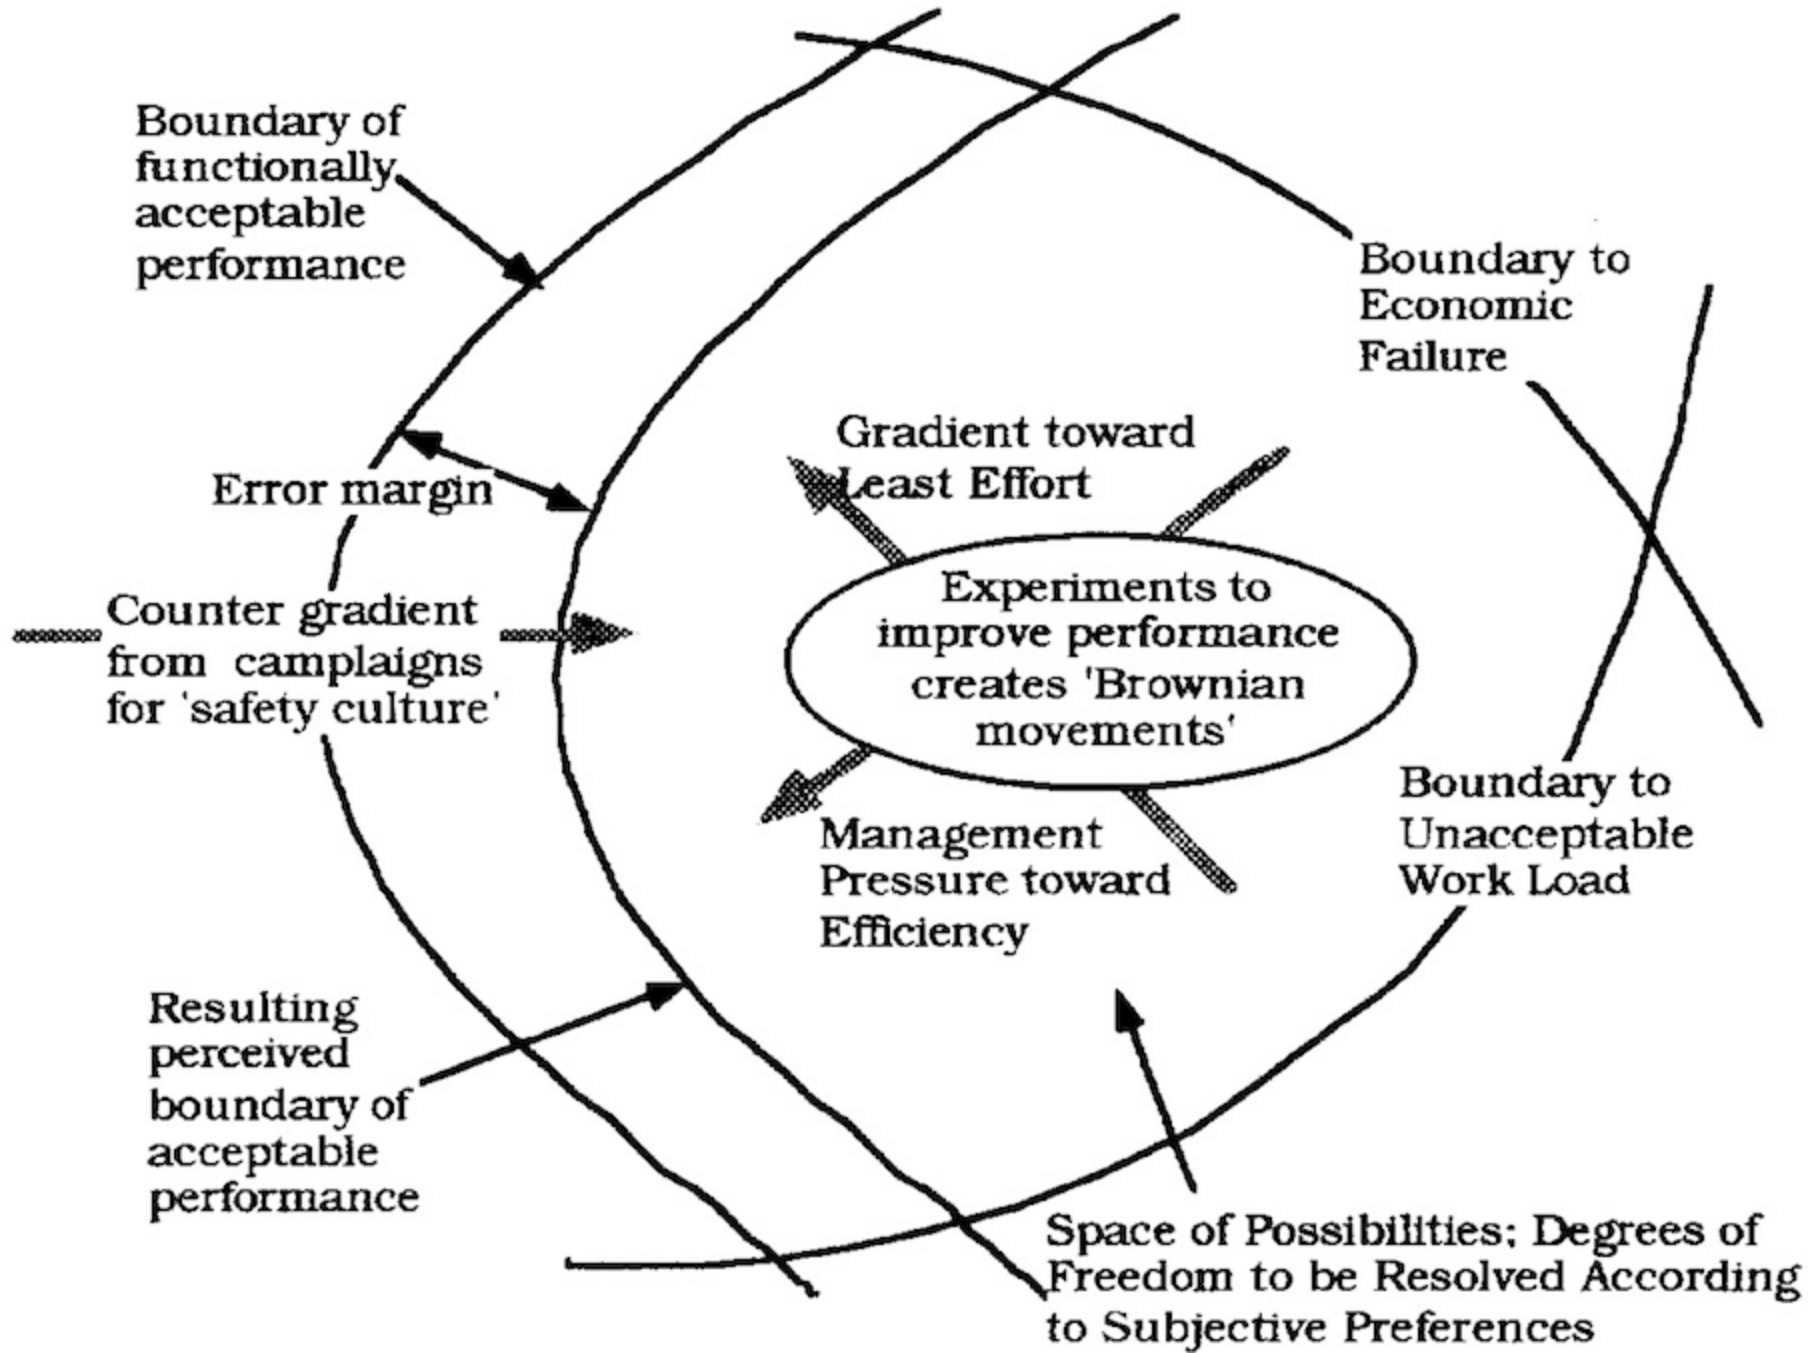 Boundary of
functionally
acceptable
performance
Boundary to
Economic
Failure
Gradient toward
Least Effort
Error margin
Experiments to
improve performance
creates 'Brownian
movements'
Counter gradient
from camplaigns
for 'safety culture'
Boundary to
Unacceptable
Work Load
Management
Pressure toward
Efficiency
Resulting
perceived
boundary of
acceptable
performance
Space of Possibilities; Degrees of
Freedom to be Resolved According
to Subjective Preferences